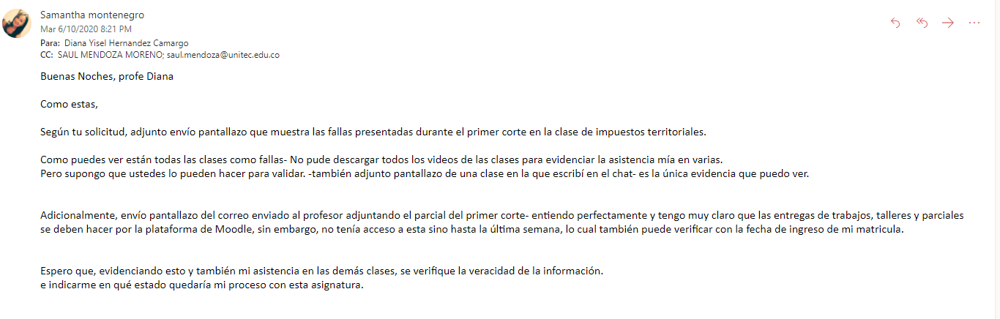 Samantha montenegro
Mar 6/10/2020 8:21 PM
Para: Diana Yisel Hernandez Camargo
CC: SAUL MENDOZA MORENO; saul.mendoza@unitec.edu.co
Buenas Noches, profe Diana
Como estas,
Según tu solicitud, adjunto envío pantallazo que muestra las fallas presentadas durante el primer corte en la clase de impuestos territoriales.
Como puedes ver están todas las clases como fallas- No pude descargar todos los videos de las clases para evidenciar la asistencia mía en varias.
Pero supongo que ustedes lo pueden hacer para validar. -también adjunto pantallazo de una clase en la que escribí en el chat- es la única evidencia que puedo ver.
Adicionalmente, envío pantallazo del correo enviado al profesor adjuntando el parcial del primer corte- entiendo perfectamente y tengo muy claro que las entregas de trabajos, talleres y parciales
se deben hacer por la plataforma de Moodle, sin embargo, no tenía acceso a esta sino hasta la última semana, lo cual también puede verificar con la fecha de ingreso de mi matricula.
Espero que, evidenciando esto y también mi asistencia en las demás clases, se verifique la veracidad de la información.
e indicarme en qué estado quedaría mi proceso con esta asignatura.